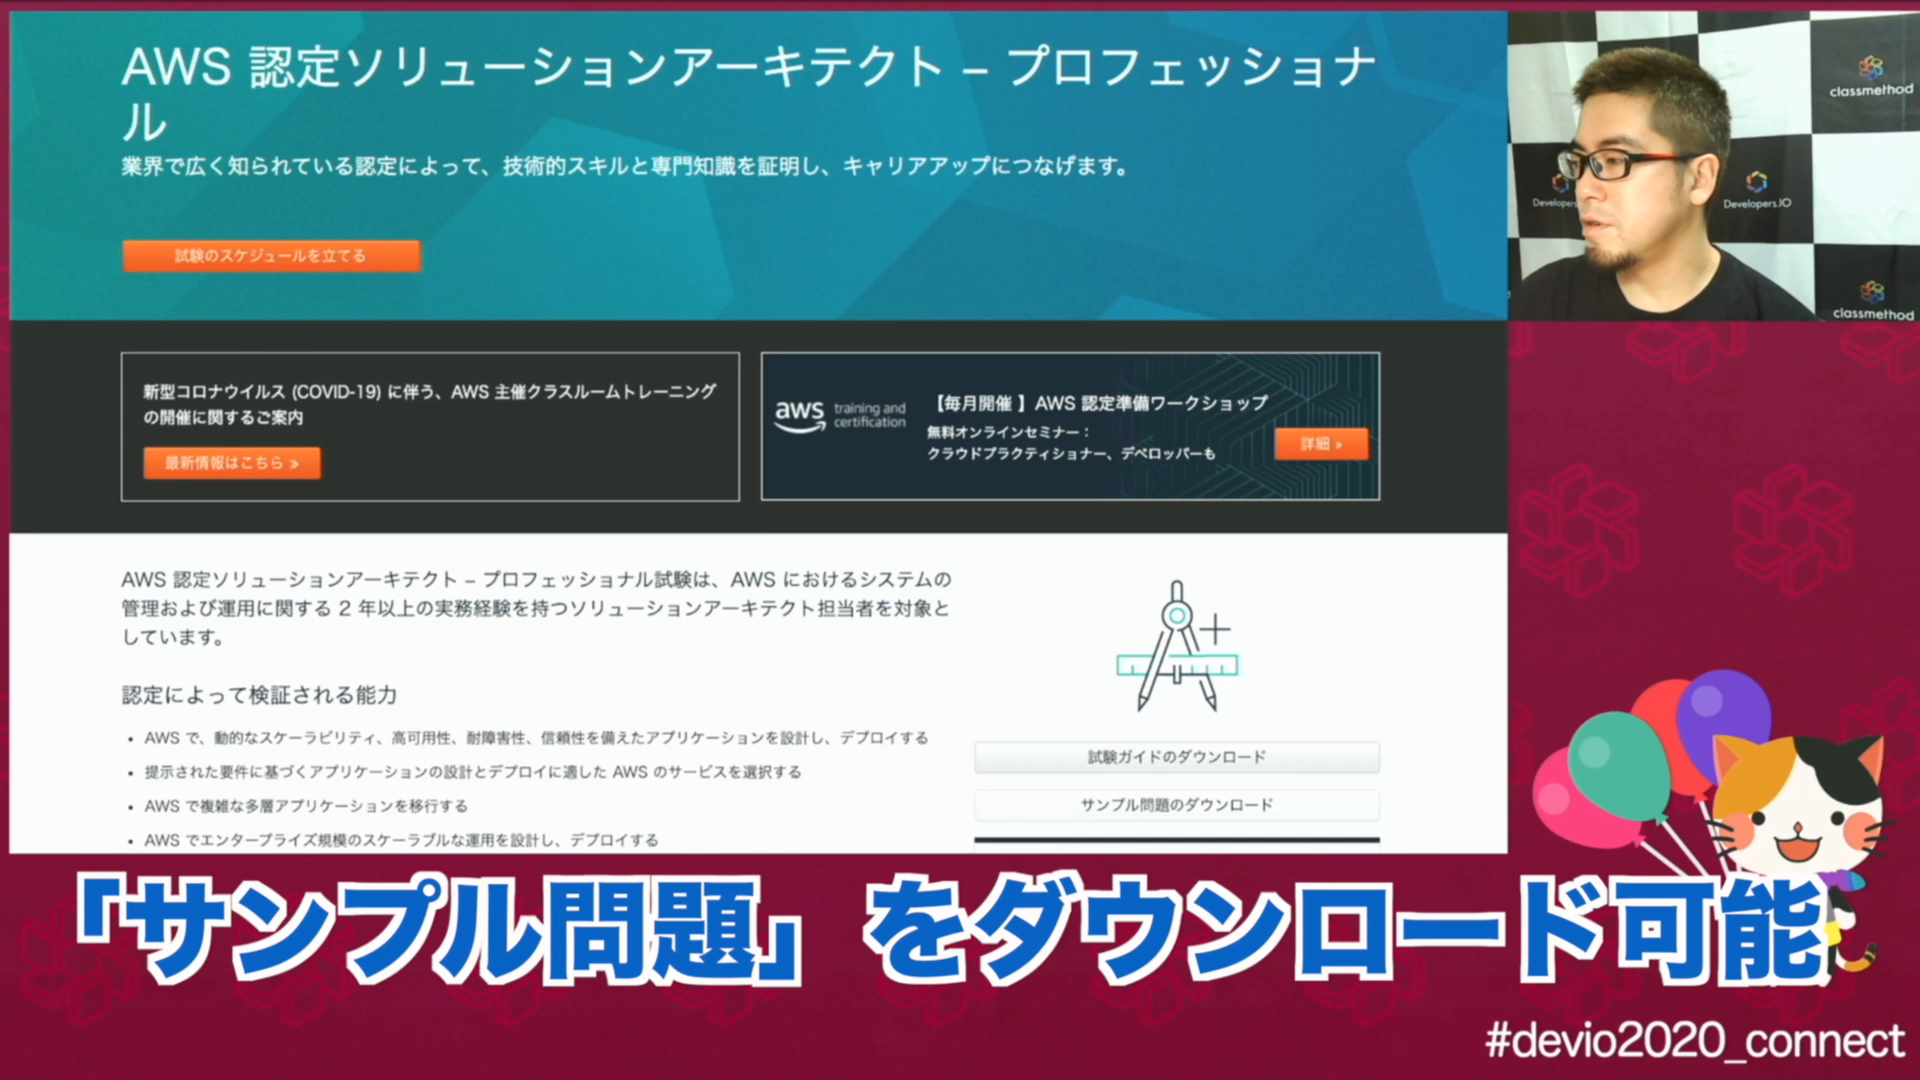 AWS 認定ソリューションアーキテクト – プロフェッショナ
ル
業界で広く知られている認定によって、技術的スキルと専門知識を証明し、キャリアアップにつなげます。
試験のスケジュールを立てる
新型コロナウイルス (COVID-19) に伴う、AWS 主催クラスルームトレーニング
の開催に関するご案内
最新情報はこちら »
aws training and
certification
【毎月開催 】AWS 認定準備ワークショップ
無料オンラインセミナー：
クラウドプラクティショナー、デベロッパーも
詳細 »
AWS 認定ソリューションアーキテクト – プロフェッショナル試験は、AWS におけるシステムの
管理および運用に関する 2 年以上の実務経験を持つソリューションアーキテクト担当者を対象と
しています。
認定によって検証される能力
• AWS で、動的なスケーラビリティ、高可用性、耐障害性、信頼性を備えたアプリケーションを設計し、デプロイする
• 提示された要件に基づくアプリケーションの設計とデプロイに適した AWS のサービスを選択する
• AWS で複雑な多層アプリケーションを移行する
• AWS でエンタープライズ規模のスケーラブルな運用を設計し、デプロイする
試験ガイドのダウンロード
サンプル問題のダウンロード
classmethod
Developers
Developers.IO
classmethod
「サンプル問題」をダウンロード可能
#devio2020_connect